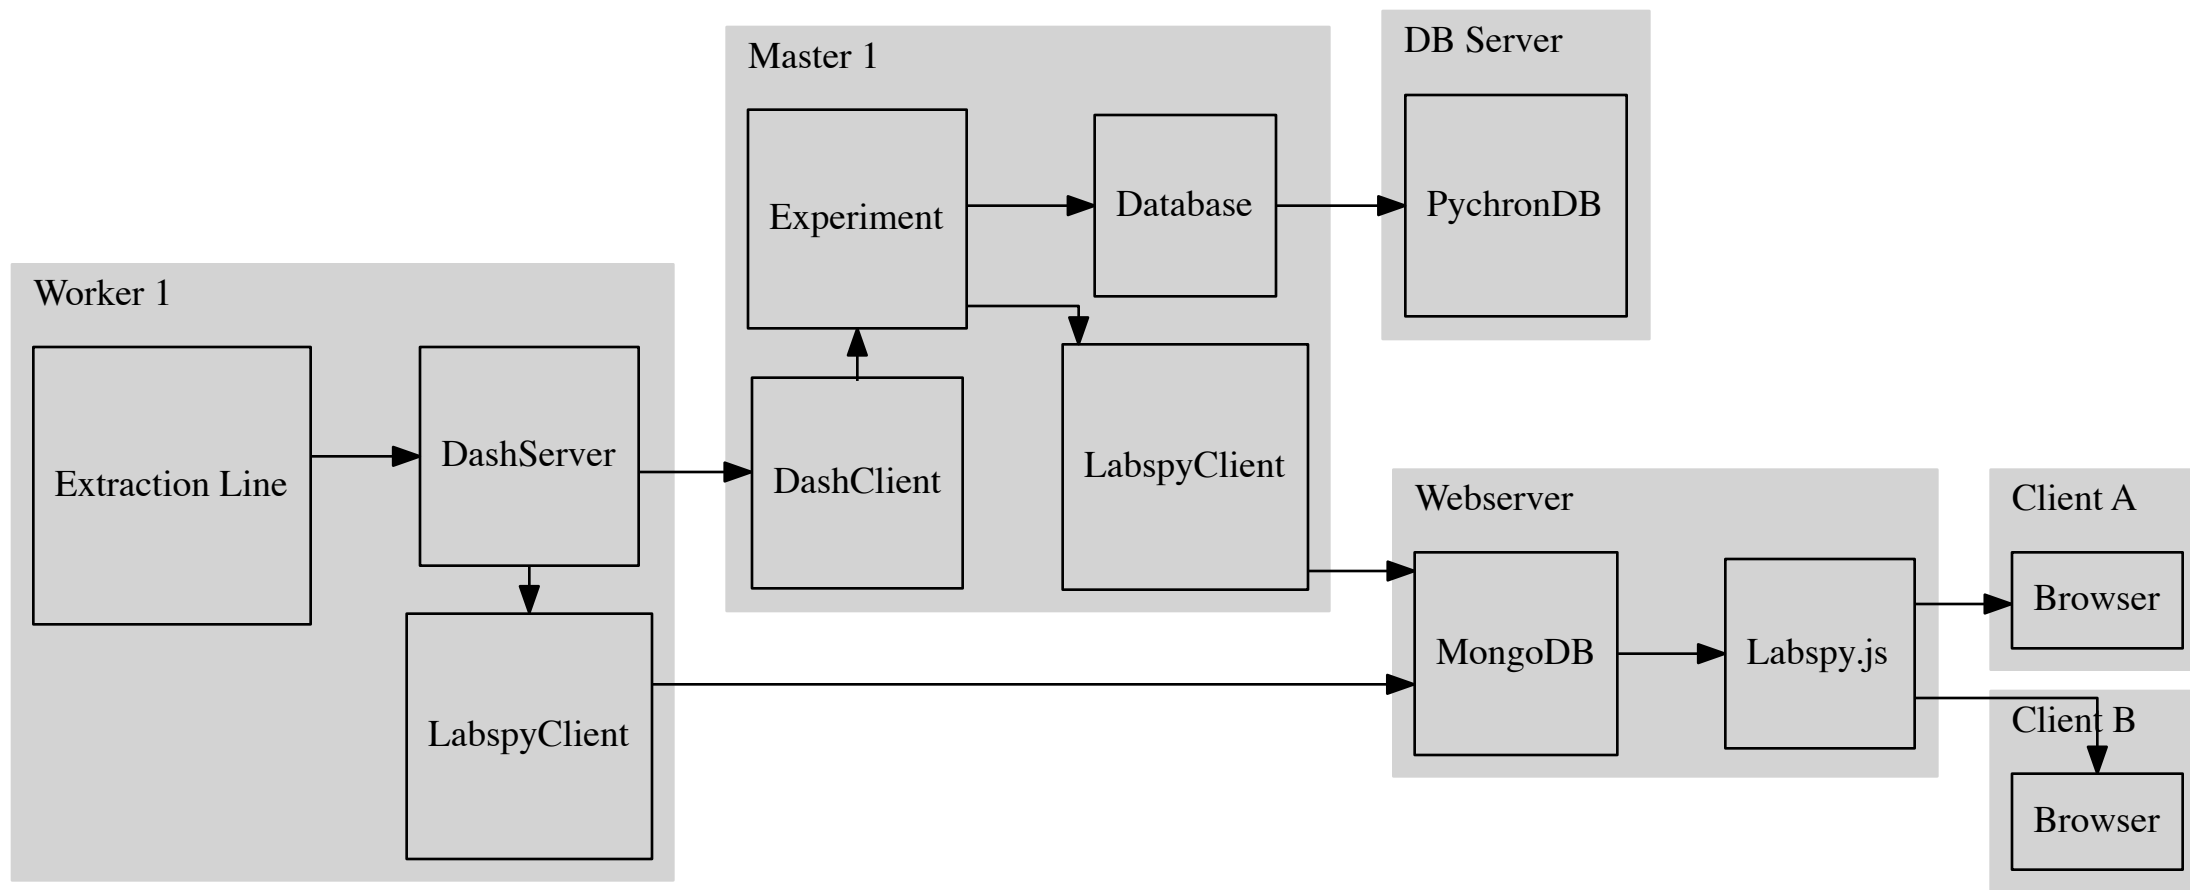 Worker 1
Extraction Line
DashServer
LabspyClient
Master 1
Experiment
Database
DashClient
LabspyClient
DB Server
PychronDB
Webserver
MongoDB
Labspy.js
Client A
Browser
Client B
Browser